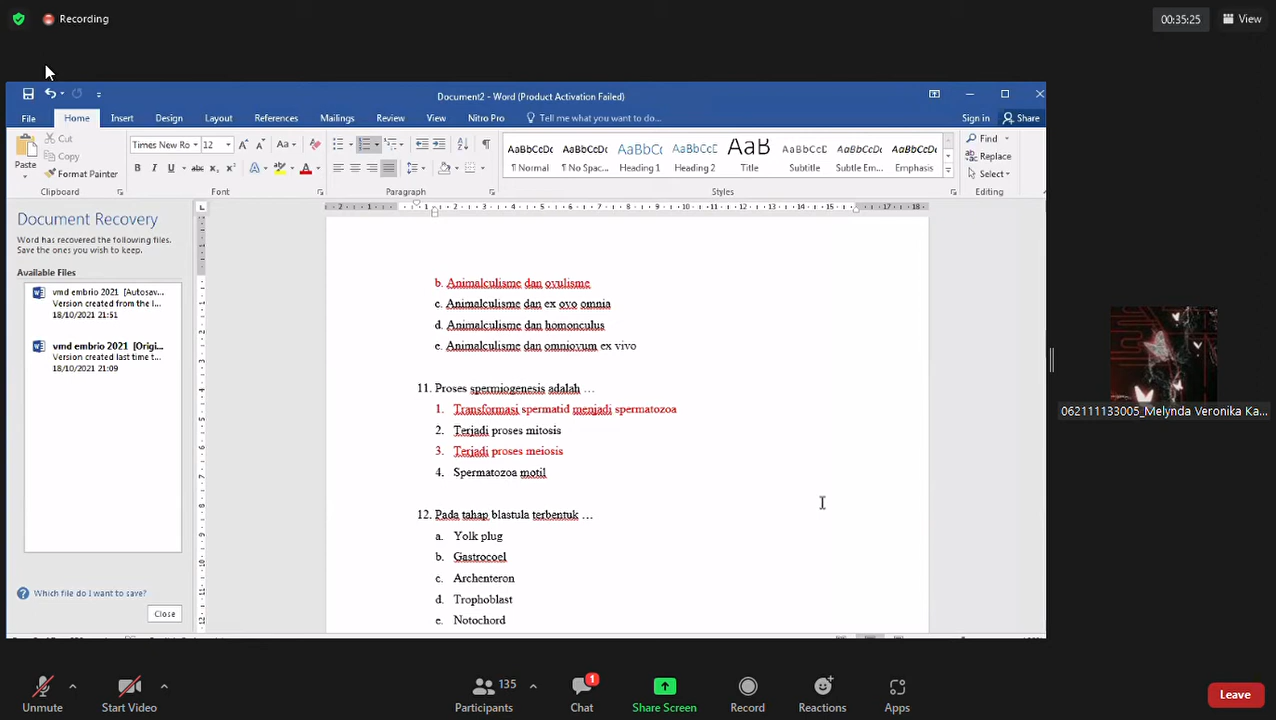 Recording
00:35:25
View
Document2 - Word (Product Activation Failed)
File Home Insert Design Layout References Mailings Review View Nitro Pro Tell me what you want to do... Sign in Share
Paste
Cut
Copy
Format Painter
Clipboard
Times New Ro 12
Font
Paragraph
AaBbCcDc AaBbCcDc AaBbCc AaBbCcC AaB AaBbCcD AaBbCcDt AaBbCcDt
¶ Normal ¶ No Spac... Heading 1 Heading 2 Title Subtitle Subtle Em... Emphasis
Styles
Find
Replace
Select
Editing
Document Recovery
Word has recovered the following files.
Save the ones you wish to keep.
Available Files
vmd embrio 2021 [Autosav...
Version created from the l...
18/10/2021 21:51
vmd embrio 2021 [Origi...
Version created last time t...
18/10/2021 21:09
Which file do I want to save?
Close
b. Animalculisme dan ovulisme
c. Animalculisme dan ex ovo omnia
d. Animalculisme dan homonculus
e. Animalculisme dan omniovum ex vivo
11. Proses spermiogenesis adalah …
1. Transformasi spermatid menjadi spermatozoa
2. Terjadi proses mitosis
3. Terjadi proses meiosis
4. Spermatozoa motil
12. Pada tahap blastula terbentuk …
a. Yolk plug
b. Gastrocoel
c. Archenteron
d. Trophoblast
e. Notochord
062111133005_Melynda Veronika Ka...
Unmute
Start Video
135
Participants
1
Chat
Share Screen
Record
Reactions
Apps
Leave